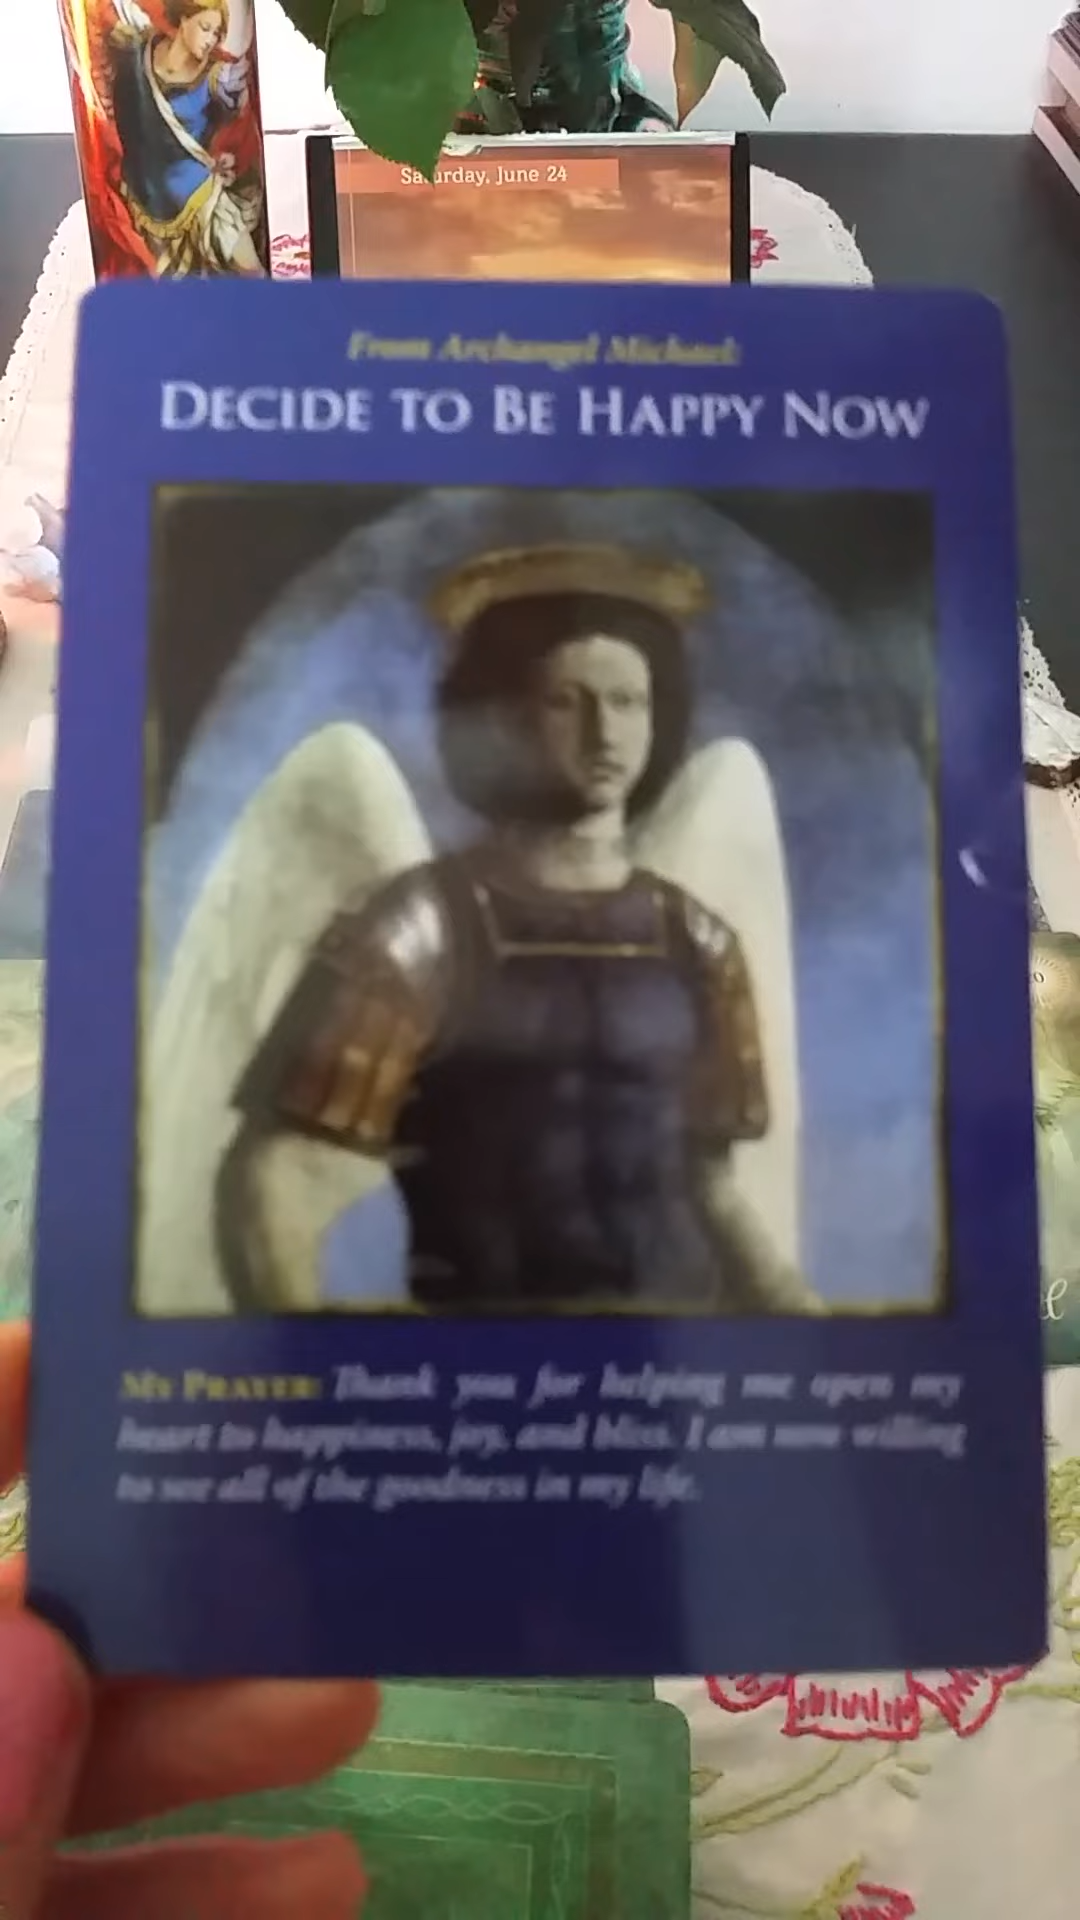 Saturday, June 24
From Archangel Michael:
DECIDE TO BE HAPPY NOW
MY PRAYER: Thank you for helping me open my
heart to happiness, joy, and bliss. I am now willing
to see all of the goodness in my life.